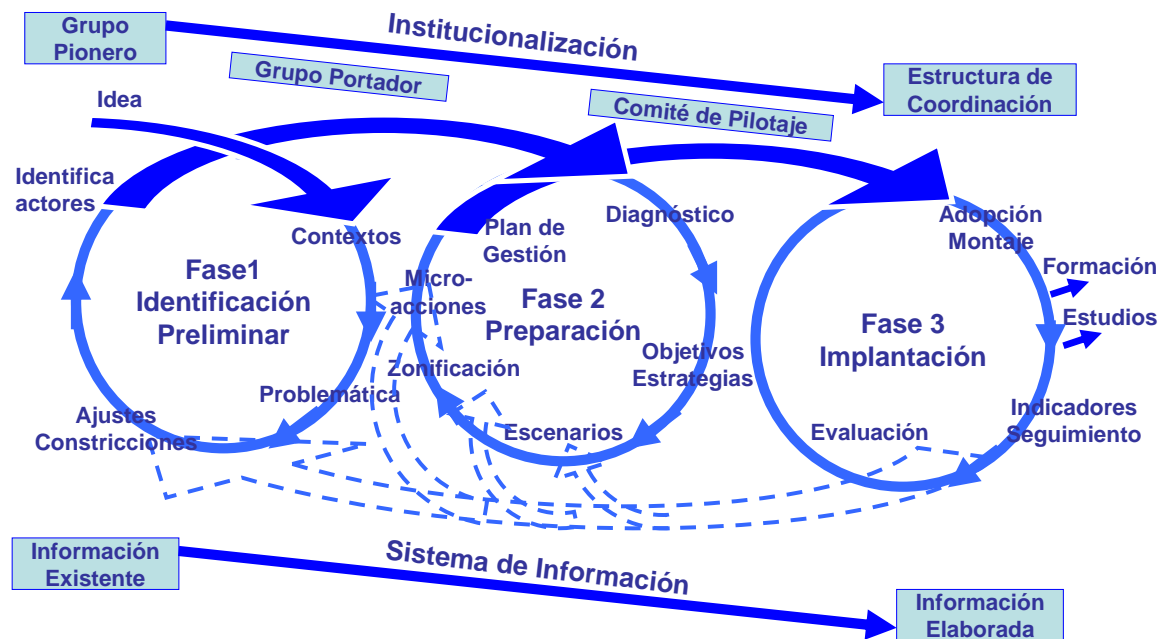 Grupo
Pionero
Institucionalización
Grupo Portador
Estructura de
Coordinación
Comité de Pilotaje
Idea
Identifica
actores
Contextos
Fase1
Identificación
Preliminar
Problemática
Ajustes
Constricciones
Plan de
Gestión
Diagnóstico
Micro-
acciones
Fase 2
Preparación
Zonificación
Objetivos
Estrategias
Escenarios
Adopción
Montaje
Formación
Estudios
Fase 3
Implantación
Indicadores
Seguimiento
Evaluación
Información
Existente
Sistema de Información
Información
Elaborada